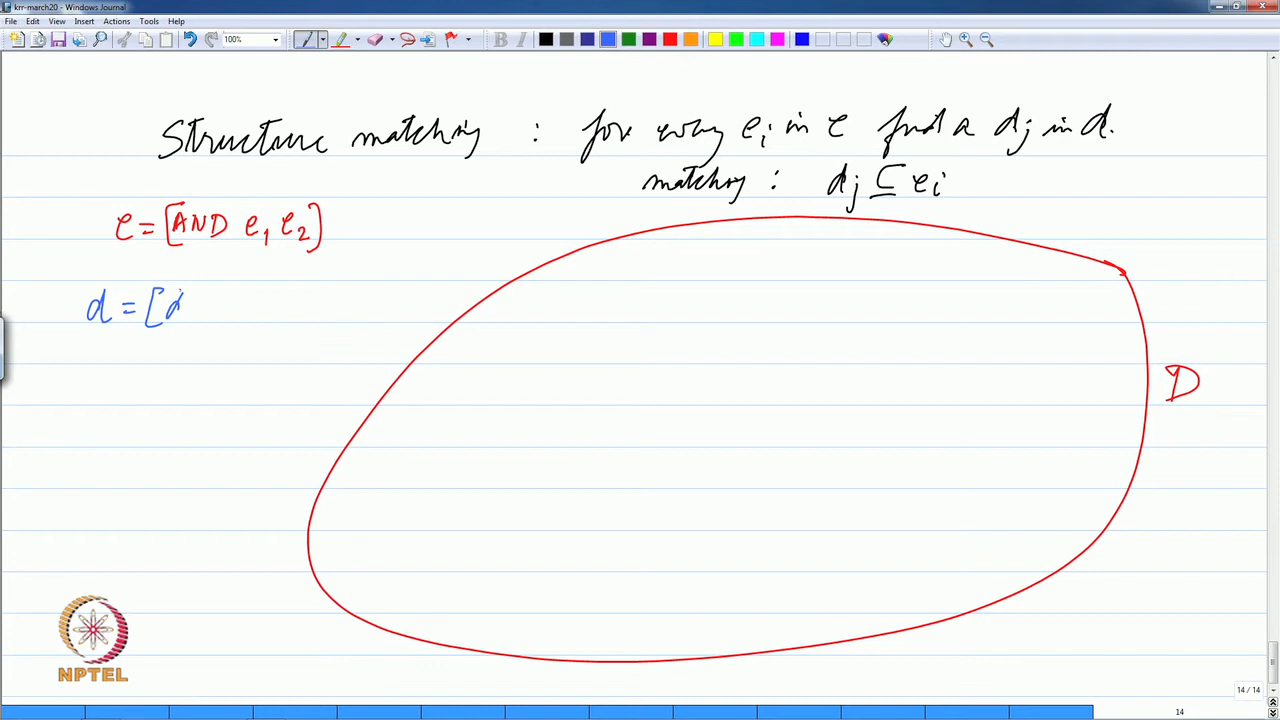 krr-march20 - Windows Journal
File Edit View Insert Actions Tools Help
100%
B I
Structure matching : for every ei in e find a dj in d.
matching : dj ⊆ ei
e = [AND e1 e2]
d = [d
D
NPTEL
14 / 14
14